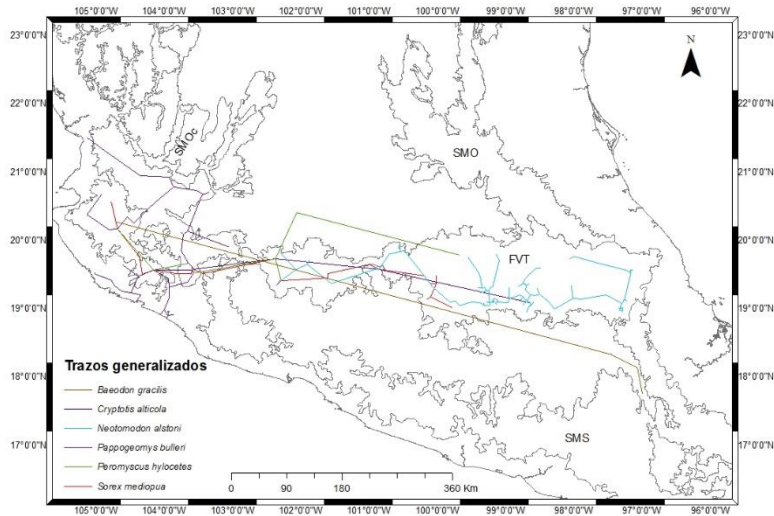 105°0'0"W 104°0'0"W 103°0'0"W 102°0'0"W 101°0'0"W 100°0'0"W 99°0'0"W 98°0'0"W 97°0'0"W 96°0'0"W
23°0'0"N 23°0'0"N
N
22°0'0"N 22°0'0"N
SMOc
SMO
21°0'0"N 21°0'0"N
20°0'0"N 20°0'0"N
FVT
19°0'0"N 19°0'0"N
Trazos generalizados
18°0'0"N 18°0'0"N
Baeodon gracilis
Cryptotis alticola
Neotomodon alstoni
17°0'0"N 17°0'0"N
SMS
Pappogeomys bulleri
Peromyscus hylocetes
Sorex mediopua
0 90 180 360 Km
105°0'0"W 104°0'0"W 103°0'0"W 102°0'0"W 101°0'0"W 100°0'0"W 99°0'0"W 98°0'0"W 97°0'0"W 96°0'0"W